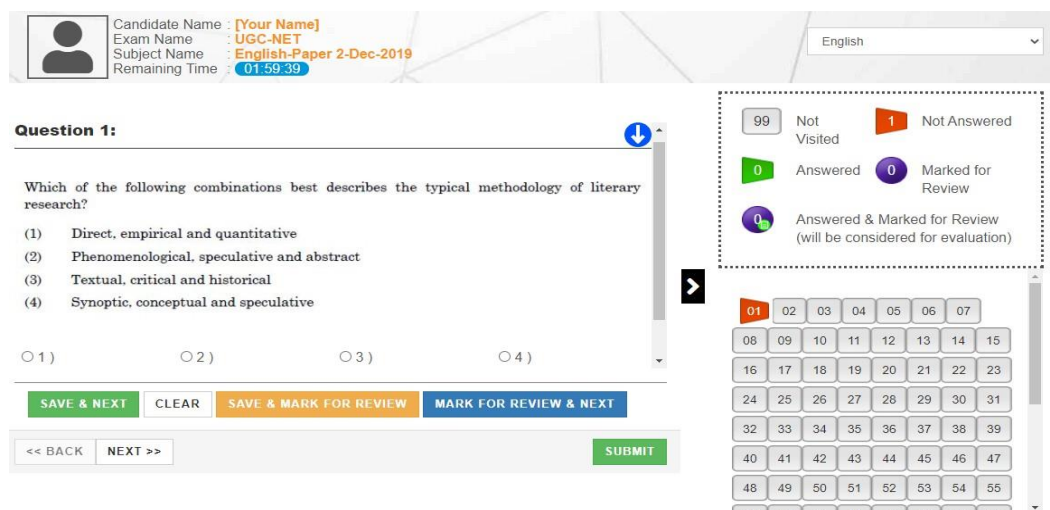 Candidate Name : [Your Name]
Exam Name : UGC-NET
Subject Name : English-Paper 2-Dec-2019
Remaining Time : 01:59:39
English
Question 1:
Which of the following combinations best describes the typical methodology of literary
research?
(1) Direct, empirical and quantitative
(2) Phenomenological, speculative and abstract
(3) Textual, critical and historical
(4) Synoptic, conceptual and speculative
1 ) 2 ) 3 ) 4 )
SAVE & NEXT CLEAR SAVE & MARK FOR REVIEW MARK FOR REVIEW & NEXT
<< BACK NEXT >> SUBMIT
99 Not Visited 1 Not Answered
0 Answered 0 Marked for Review
0 Answered & Marked for Review
(will be considered for evaluation)
01 02 03 04 05 06 07
08 09 10 11 12 13 14 15
16 17 18 19 20 21 22 23
24 25 26 27 28 29 30 31
32 33 34 35 36 37 38 39
40 41 42 43 44 45 46 47
48 49 50 51 52 53 54 55